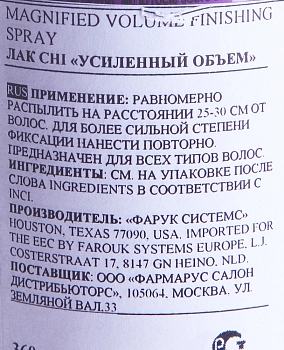 MAGNIFIED VOLUME FINISHING
SPRAY
ЛАК CHI «УСИЛЕННЫЙ ОБЪЕМ»
RUS ПРИМЕНЕНИЕ: РАВНОМЕРНО
РАСПЫЛИТЬ НА РАССТОЯНИИ 25-30 СМ ОТ
ВОЛОС. ДЛЯ БОЛЕЕ СИЛЬНОЙ СТЕПЕНИ
ФИКСАЦИИ НАНЕСТИ ПОВТОРНО.
ПРЕДНАЗНАЧЕН ДЛЯ ВСЕХ ТИПОВ ВОЛОС.
ИНГРЕДИЕНТЫ: СМ. НА УПАКОВКЕ ПОСЛЕ
СЛОВА INGREDIENTS В СООТВЕТСТВИИ С
INCI.
ПРОИЗВОДИТЕЛЬ: «ФАРУК СИСТЕМС»
HOUSTON, TEXAS 77090, USA. IMPORTED FOR
THE EEC BY FAROUK SYSTEMS EUROPE. L.J.
COSTERSTRAAT 17, 8147 GN HEINO. NLD.
ПОСТАВЩИК: ООО «ФАРМАРУС САЛОН
ДИСТРИБЬЮТОРС», 105064. МОСКВА. УЛ.
ЗЕМЛЯНОЙ ВАЛ.33